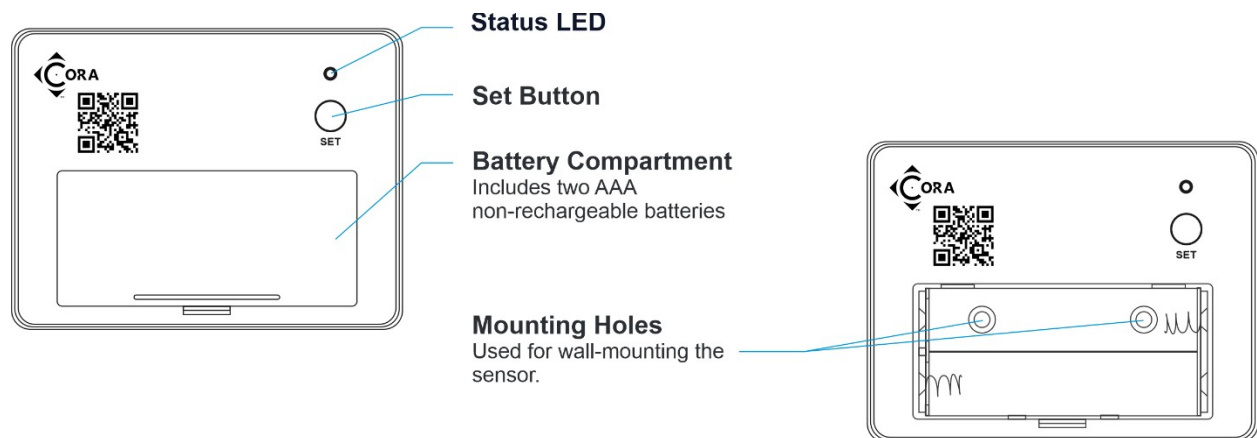 CORA
SET
Status LED
Set Button
Battery Compartment
Includes two AAA
non-rechargeable batteries
Mounting Holes
Used for wall-mounting the
sensor.
CORA
SET